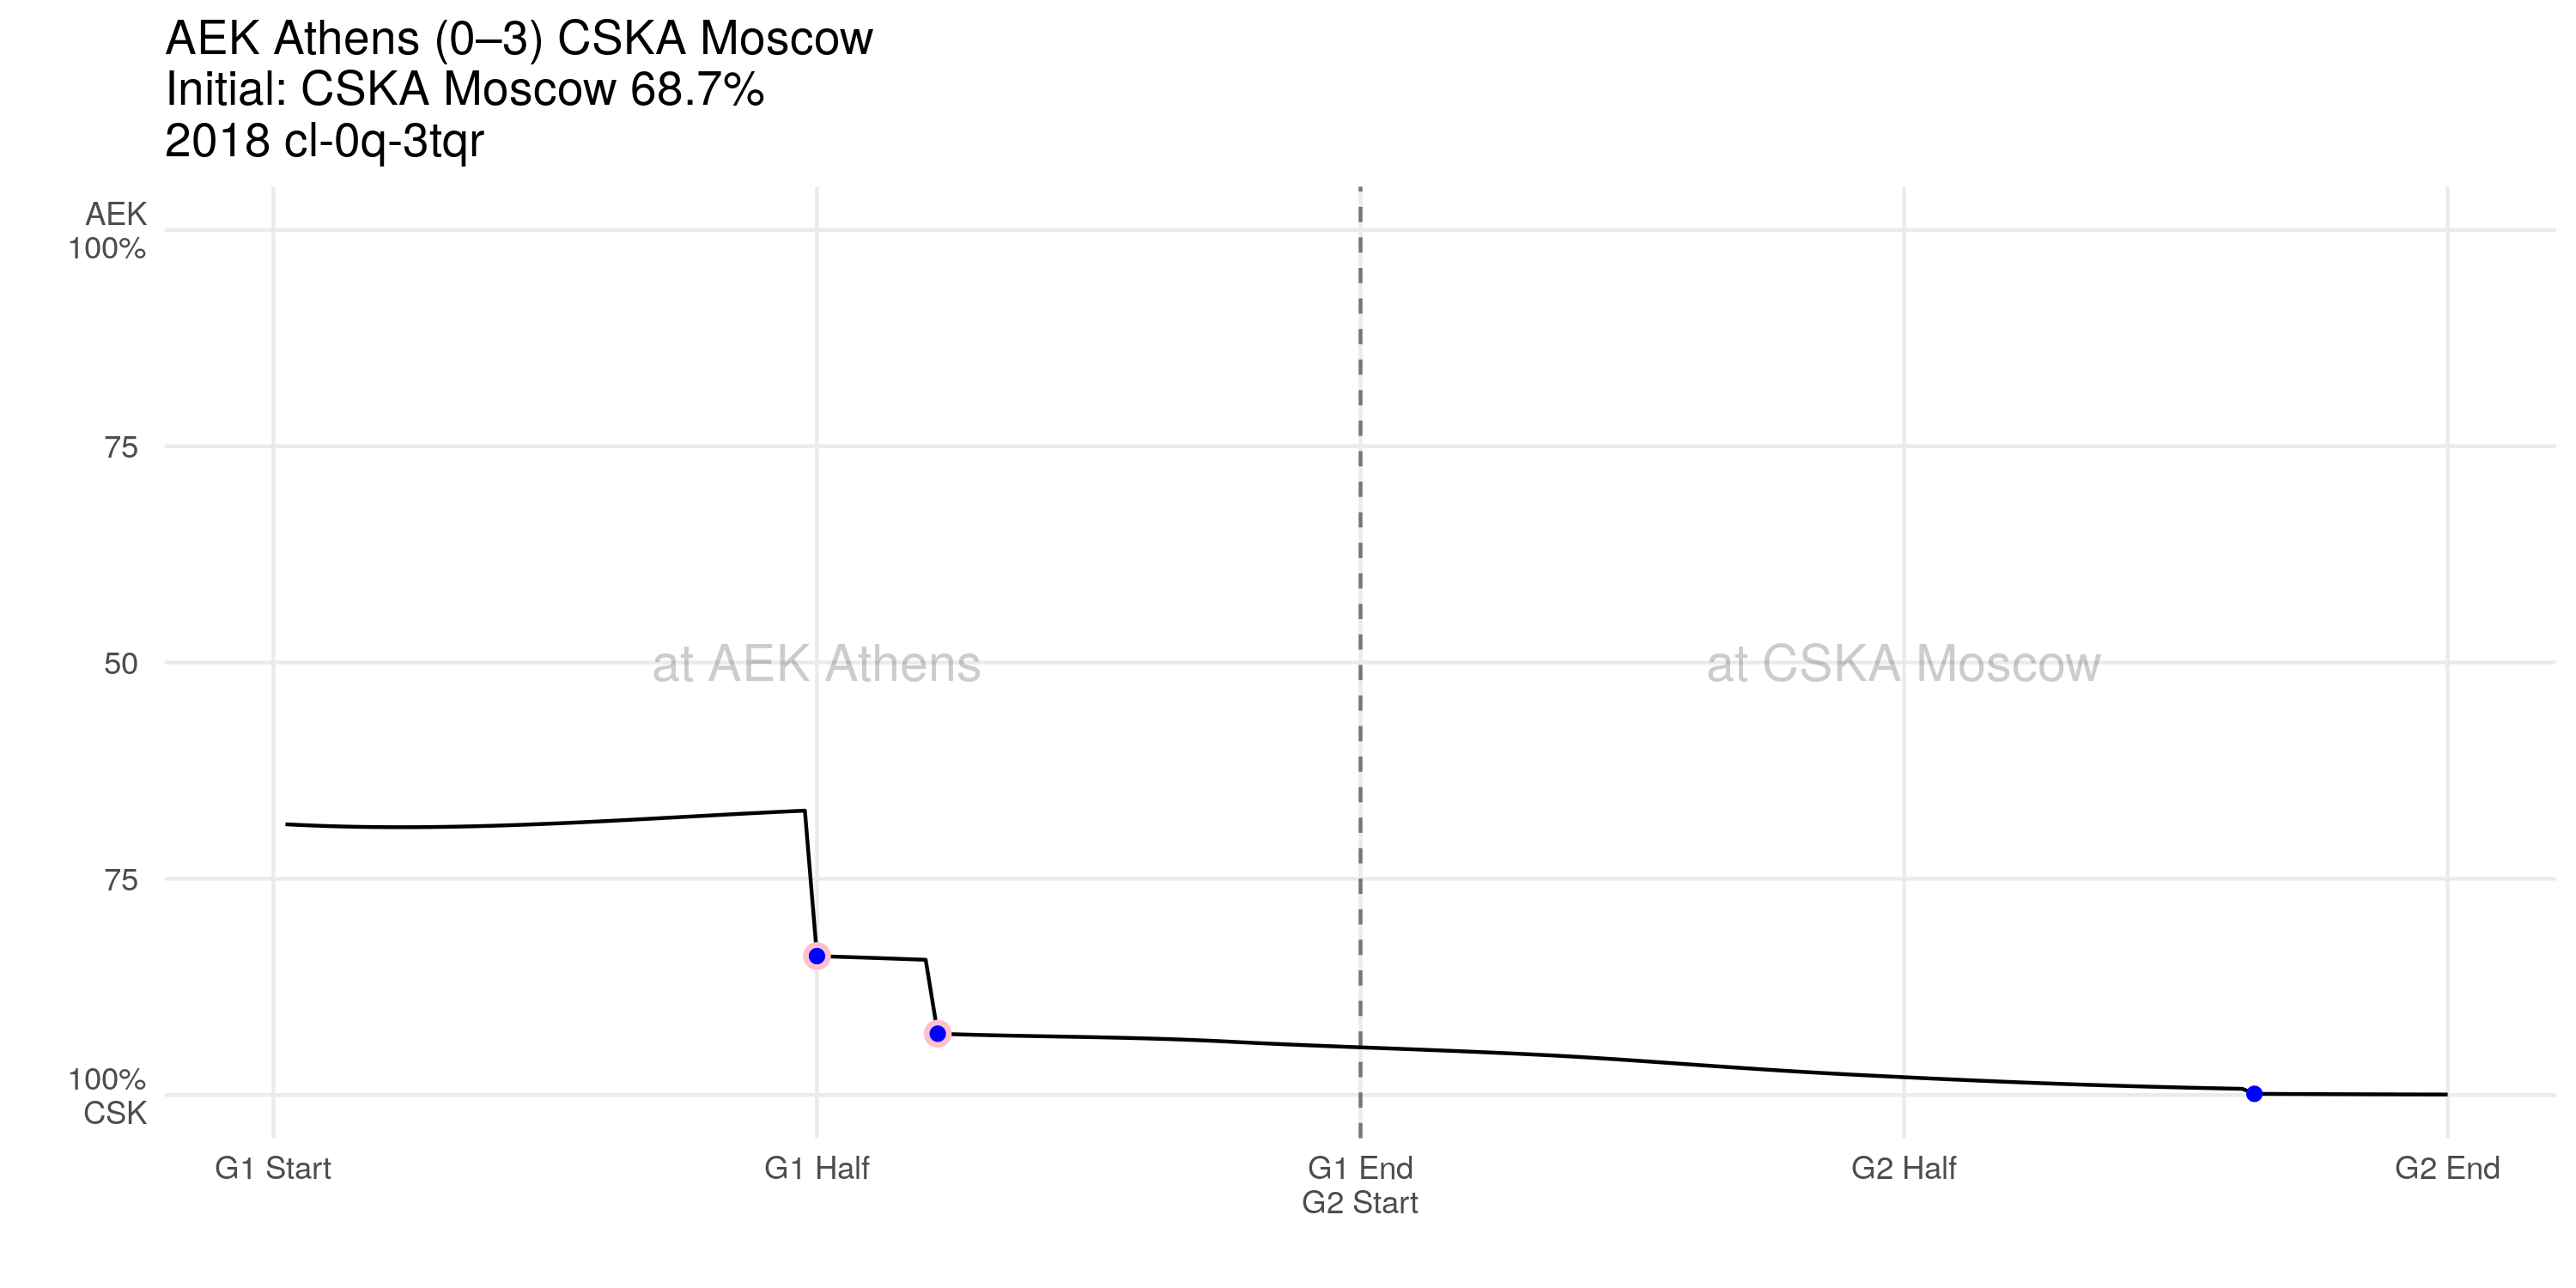 AEK Athens (0–3) CSKA Moscow
Initial: CSKA Moscow 68.7%
2018 cl-0q-3tqr
AEK
100%
75
50
75
100%
CSK
at AEK Athens
at CSKA Moscow
G1 Start
G1 Half
G1 End
G2 Start
G2 Half
G2 End